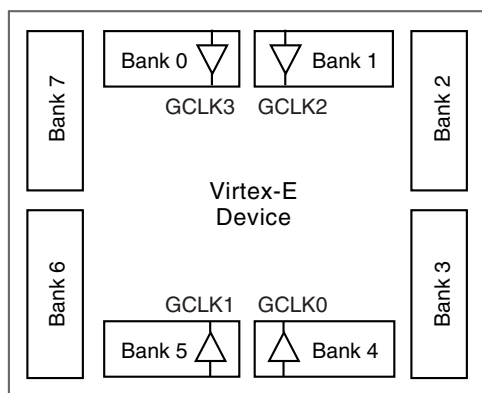 Bank 0
Bank 1
GCLK3
GCLK2
Bank 7
Bank 2
Virtex-E
Device
Bank 6
Bank 3
GCLK1
GCLK0
Bank 5
Bank 4